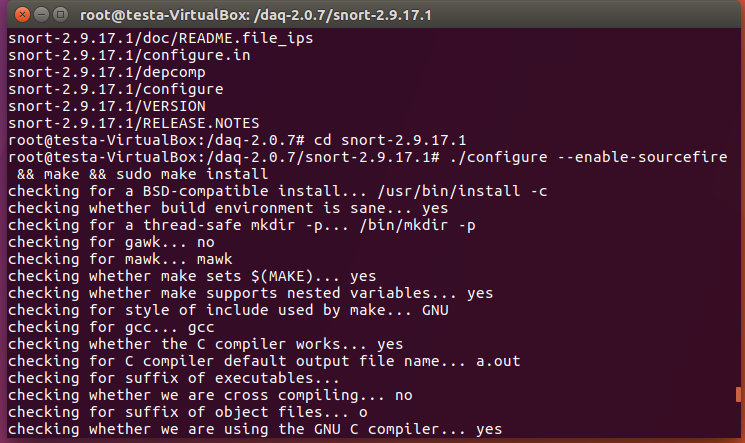 root@testa-VirtualBox: /daq-2.0.7/snort-2.9.17.1
snort-2.9.17.1/doc/README.file_ips
snort-2.9.17.1/configure.in
snort-2.9.17.1/depcomp
snort-2.9.17.1/configure
snort-2.9.17.1/VERSION
snort-2.9.17.1/RELEASE.NOTES
root@testa-VirtualBox:/daq-2.0.7# cd snort-2.9.17.1
root@testa-VirtualBox:/daq-2.0.7/snort-2.9.17.1# ./configure --enable-sourcefire
 && make && sudo make install
checking for a BSD-compatible install... /usr/bin/install -c
checking whether build environment is sane... yes
checking for a thread-safe mkdir -p... /bin/mkdir -p
checking for gawk... no
checking for mawk... mawk
checking whether make sets $(MAKE)... yes
checking whether make supports nested variables... yes
checking for style of include used by make... GNU
checking for gcc... gcc
checking whether the C compiler works... yes
checking for C compiler default output file name... a.out
checking for suffix of executables...
checking whether we are cross compiling... no
checking for suffix of object files... o
checking whether we are using the GNU C compiler... yes